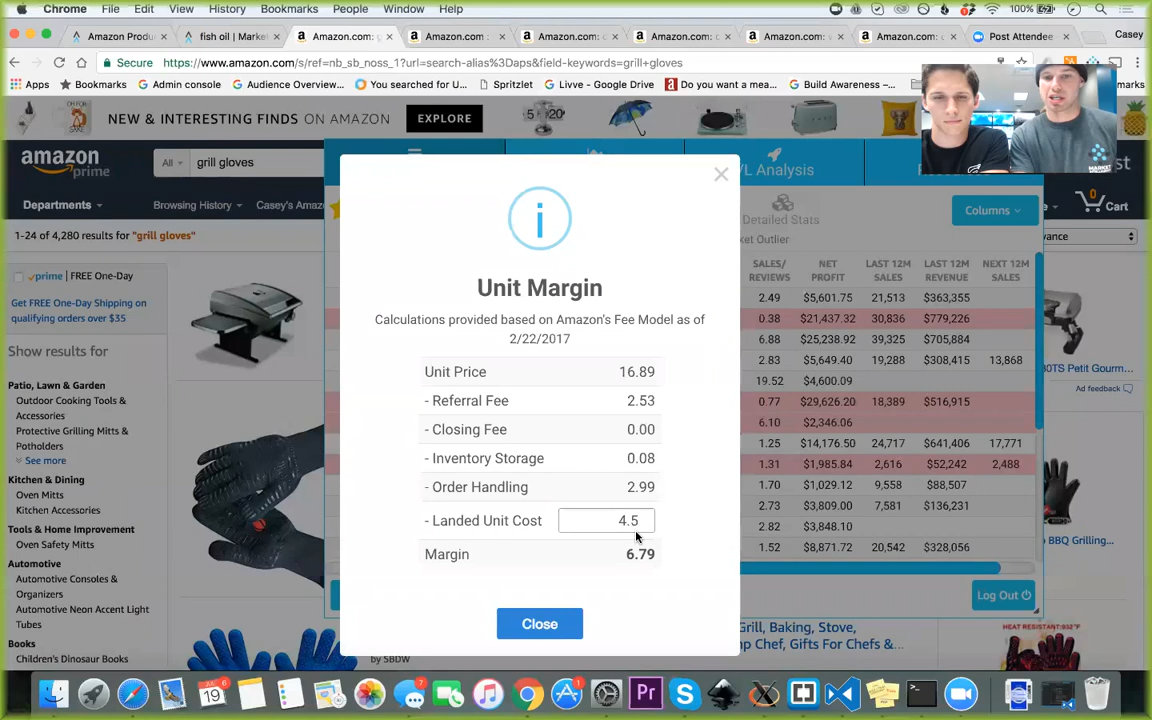 Chrome File Edit View History Bookmarks People Window Help 100%
Amazon Produ
fish oil | Marke
Amazon.com:
Amazon.com :
Amazon.com:
Amazon.com:
Amazon.com:
Amazon.com:
Post Attendee
Casey
Secure https://www.amazon.com/s/ref=nb_sb_noss_1?url=search-alias%3Daps&field-keywords=grill+gloves
Apps Bookmarks Admin console Audience Overview... You searched for U... Spritzlet Livve - Google Drive Do you want a mea... Build Awareness –...
NEW & INTERESTING FINDS ON AMAZON EXPLORE
amazon
prime
All
grill gloves
Departments
Browsing History
Casey's Amaz
0
Cart
1-24 of 4,280 results for "grill gloves"
prime | FREE One-Day
Get FREE One-Day Shipping on
qualifying orders over $35
Show results for
Patio, Lawn & Garden
Outdoor Cooking Tools &
Accessories
Protective Grilling Mitts &
Potholders
See more
Kitchen & Dining
Oven Mitts
Kitchen Accessories
Tools & Home Improvement
Oven Safety Mitts
Automotive
Automotive Consoles &
Organizers
Automotive Neon Accent Light
Tubes
Books
Children's Dinosaur Books
Unit Margin
Calculations provided based on Amazon's Fee Model as of
2/22/2017
Unit Price 16.89
- Referral Fee 2.53
- Closing Fee 0.00
- Inventory Storage 0.08
- Order Handling 2.99
- Landed Unit Cost 4.5
Margin 6.79
Close
Analysis
Detailed Stats
Columns
ket Outlier
SALES/ REVIEWS NET PROFIT LAST 12M SALES LAST 12M REVENUE NEXT 12M SALES
2.49 $5,601.75 21,513 $363,355
0.38 $21,437.32 30,836 $779,226
6.88 $25,238.92 39,325 $705,884
2.83 $5,649.40 19,288 $308,415 13,868
19.52 $4,600.09
0.77 $29,626.20 18,389 $516,915
6.10 $2,346.06
1.25 $14,176.50 24,717 $641,406 17,771
1.31 $1,985.84 2,616 $52,242 2,488
1.70 $1,029.12 9,558 $88,507
2.23 $3,809.09 7,581 $136,231
2.82 $3,848.10
1.52 $8,871.72 20,542 $328,056
Log Out
vance
Ad feedback
Grill, Baking, Stove,
mp Chef, Gifts For Chefs &...
by SBDW
HEAT RESISTANT:932°F